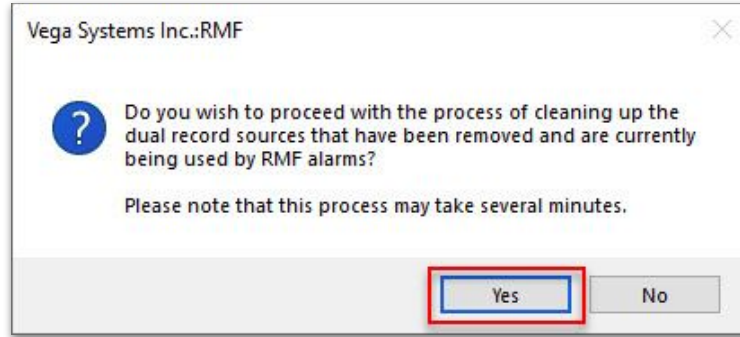 Vega Systems Inc.:RMF
Do you wish to proceed with the process of cleaning up the
dual record sources that have been removed and are currently
being used by RMF alarms?
Please note that this process may take several minutes.
Yes
No